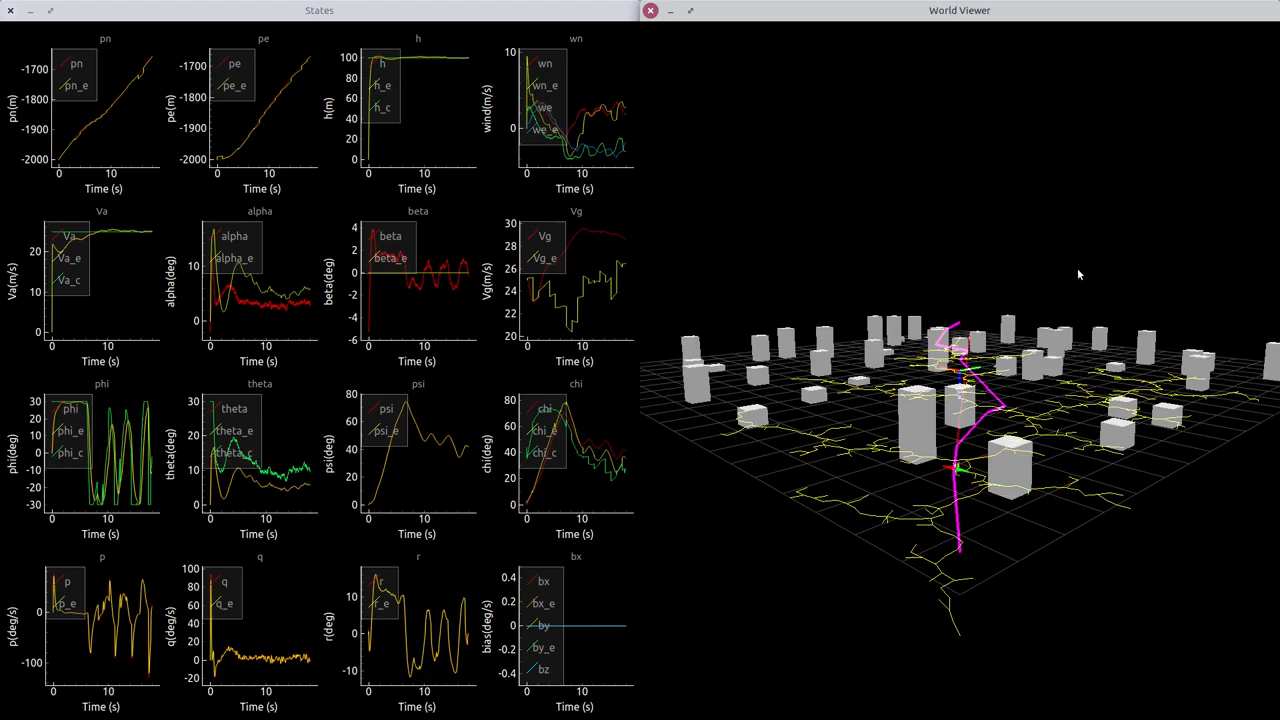 States
World Viewer
pn
pn(m)
-1700
-1800
-1900
-2000
pn
pn_e
0
10
Time (s)
pe
pe(m)
-1700
-1800
-1900
-2000
pe
pe_e
0
10
Time (s)
h
h(m)
100
80
60
40
20
0
h
h_e
h_c
0
10
Time (s)
wn
wind(m/s)
10
0
wn
wn_e
we
we_e
0
10
Time (s)
Va
Va(m/s)
20
10
0
Va
Va_e
Va_c
0
10
Time (s)
alpha
alpha(deg)
10
0
alpha
alpha_e
0
10
Time (s)
beta
beta(deg)
4
2
0
-2
-4
-6
beta
beta_e
0
10
Time (s)
Vg
Vg(m/s)
30
28
26
24
22
20
Vg
Vg_e
0
10
Time (s)
phi
phi(deg)
30
20
10
0
-10
-20
-30
phi
phi_e
phi_c
0
10
Time (s)
theta
theta(deg)
30
20
10
0
theta
theta_e
theta_c
0
10
Time (s)
psi
psi(deg)
80
60
40
20
0
psi
psi_e
0
10
Time (s)
chi
chi(deg)
80
60
40
20
0
chi
chi_e
chi_c
0
10
Time (s)
p
p(deg/s)
0
-100
p
p_e
0
10
Time (s)
q
q(deg/s)
100
80
60
40
20
0
-20
q
q_e
0
10
Time (s)
r
r(deg)
10
0
-10
r
r_e
0
10
Time (s)
bx
bias(deg/s)
0.4
0.2
0
-0.2
-0.4
bx
bx_e
by
by_e
bz
0
10
Time (s)